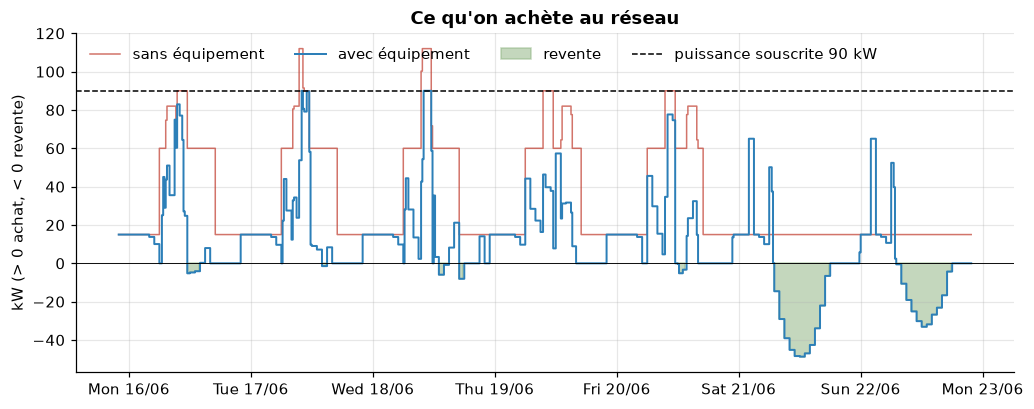 Ce qu'on achète au réseau
sans équipement avec équipement revente puissance souscrite 90 kW
kW (> 0 achat, < 0 revente)
120
100
80
60
40
20
0
−20
−40
Mon 16/06 Tue 17/06 Wed 18/06 Thu 19/06 Fri 20/06 Sat 21/06 Sun 22/06 Mon 23/06